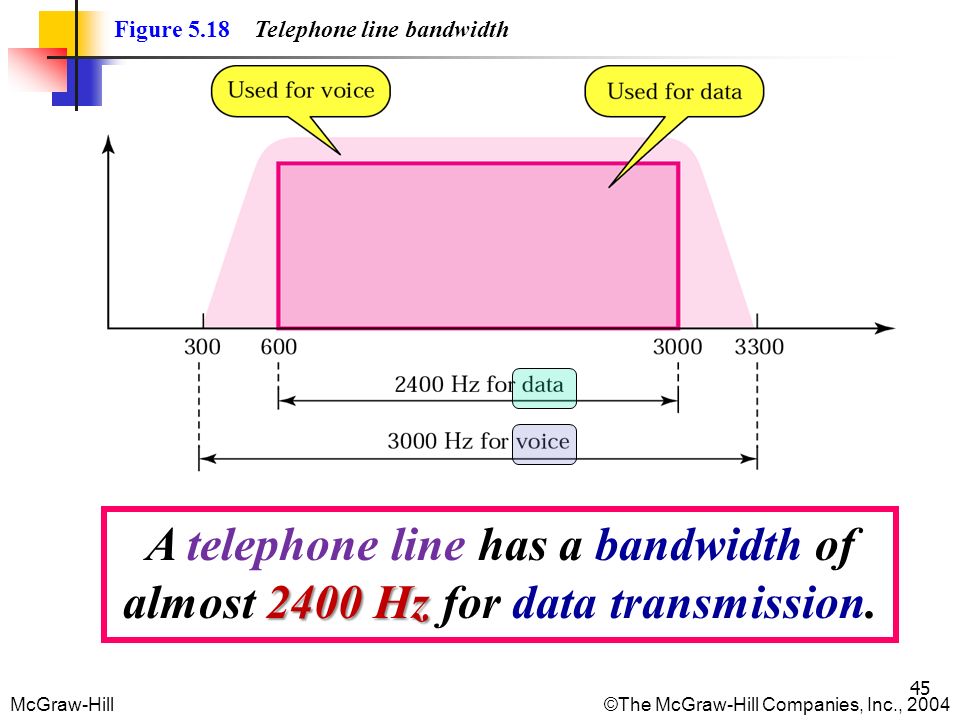 Figure 5.18 Telephone line bandwidth
Used for voice
Used for data
300 600 3000 3300
2400 Hz for data
3000 Hz for voice
A telephone line has a bandwidth of
almost 2400 Hz for data transmission.
45
McGraw-Hill ©The McGraw-Hill Companies, Inc., 2004